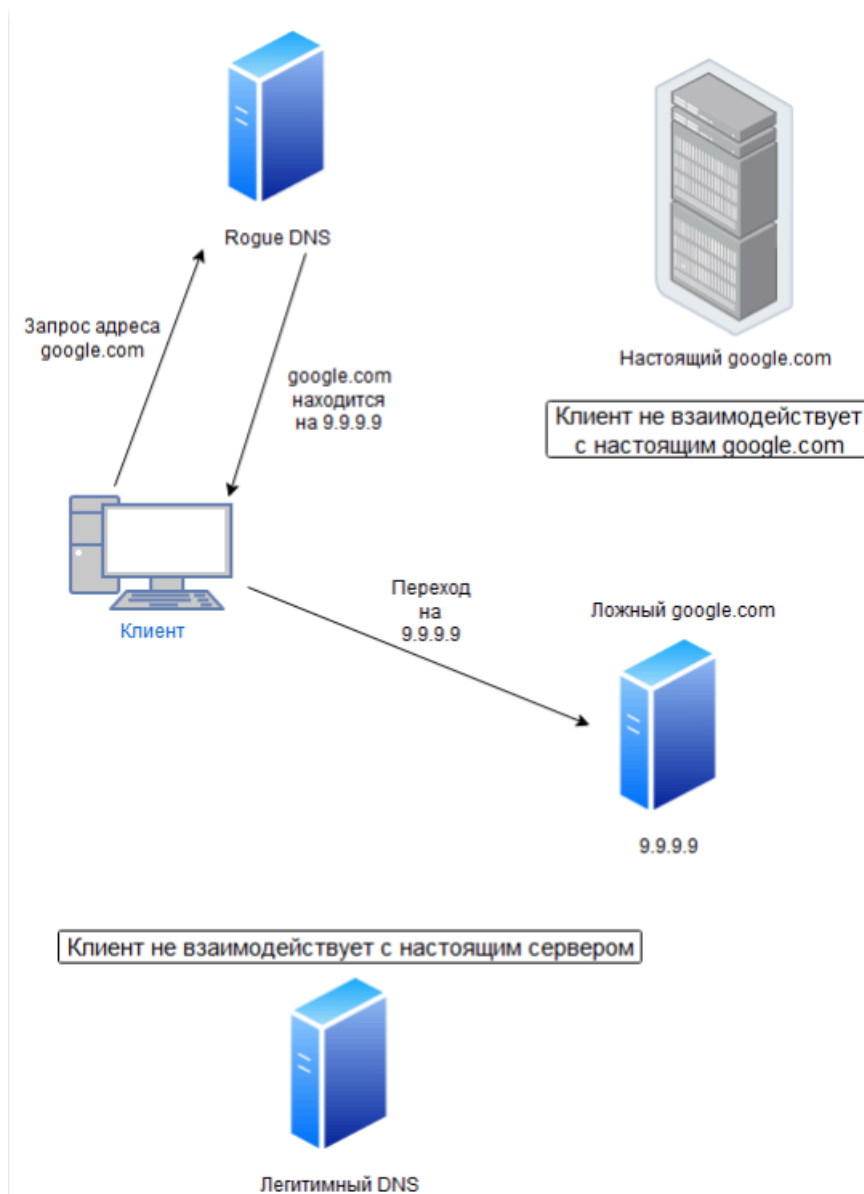 Rogue DNS
Запрос адреса
google.com
google.com
находится
на 9.9.9.9
Настоящий google.com
Клиент не взаимодействует
с настоящим google.com
Клиент
Переход
на
9.9.9.9
Ложный google.com
9.9.9.9
Клиент не взаимодействует с настоящим сервером
Легитимный DNS